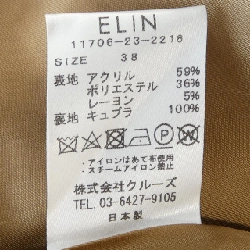 ELIN
11706-23-2216
SIZE 38
表地 アクリル 59%
ポリエステル 36%
レーヨン 5%
裏地 キュプラ 100%
・アイロンはあて布使用
・スチームアイロン禁止
株式会社クルーズ
TEL.03-6427-9105
日本製